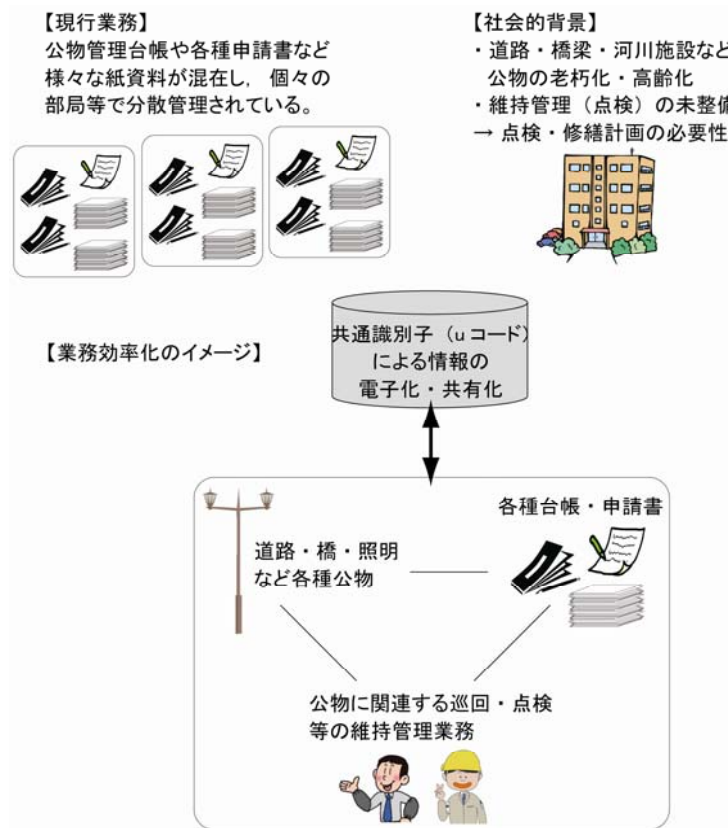 【現行業務】
公物管理台帳や各種申請書など
様々な紙資料が混在し，個々の
部局等で分散管理されている。
【社会的背景】
・道路・橋梁・河川施設など
公物の老朽化・高齢化
・維持管理（点検）の未整備
→ 点検・修繕計画の必要性
【業務効率化のイメージ】
共通識別子（uコード）
による情報の
電子化・共有化
各種台帳・申請書
道路・橋・照明
など各種公物
公物に関連する巡回・点検
等の維持管理業務